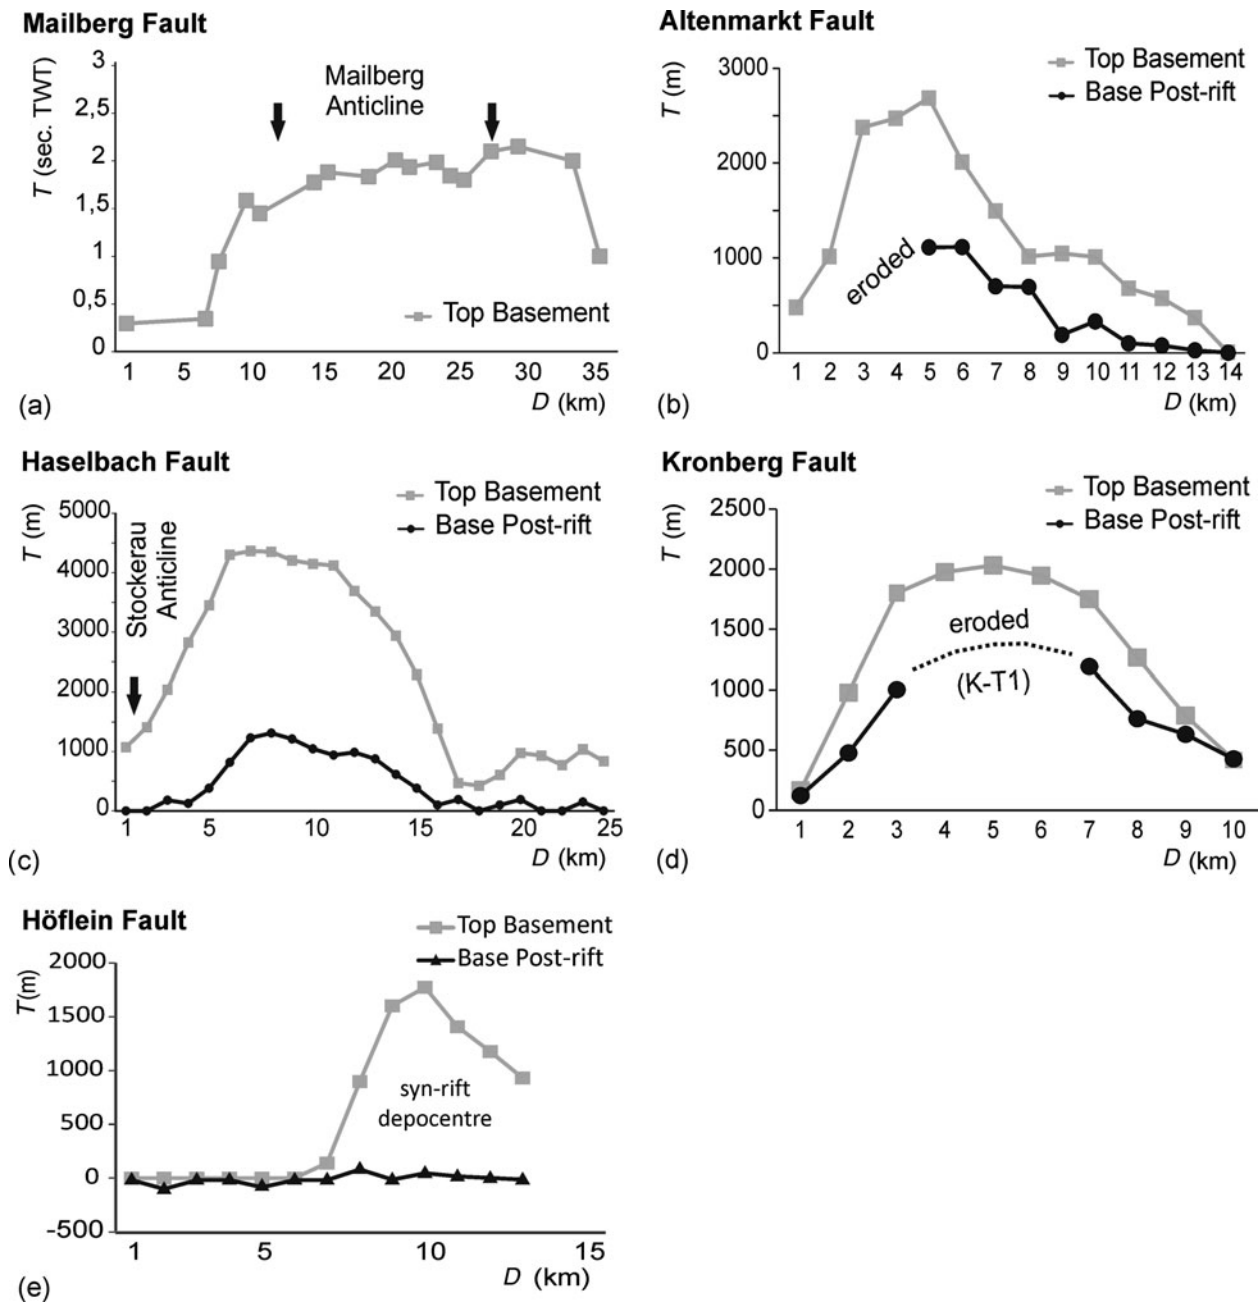 Mailberg Fault
3
2,5
2
1,5
1
0,5
0
T (sec. TWT)
Mailberg
Anticline
Top Basement
1 5 10 15 20 25 30 35
D (km)
(a)
Altenmarkt Fault
Top Basement
Base Post-rift
T (m)
3000
2000
1000
0
eroded
1 2 3 4 5 6 7 8 9 10 11 12 13 14
D (km)
(b)
Haselbach Fault
Top Basement
Base Post-rift
T (m)
5000
4000
3000
2000
1000
0
Stockerau
Anticline
1 5 10 15 20 25
D (km)
(c)
Kronberg Fault
Top Basement
Base Post-rift
T (m)
2500
2000
1500
1000
500
0
eroded
(K-T1)
1 2 3 4 5 6 7 8 9 10
D (km)
(d)
Höflein Fault
Top Basement
Base Post-rift
T(m)
2000
1500
1000
500
0
-500
syn-rift
depocentre
1 5 10 15
D (km)
(e)